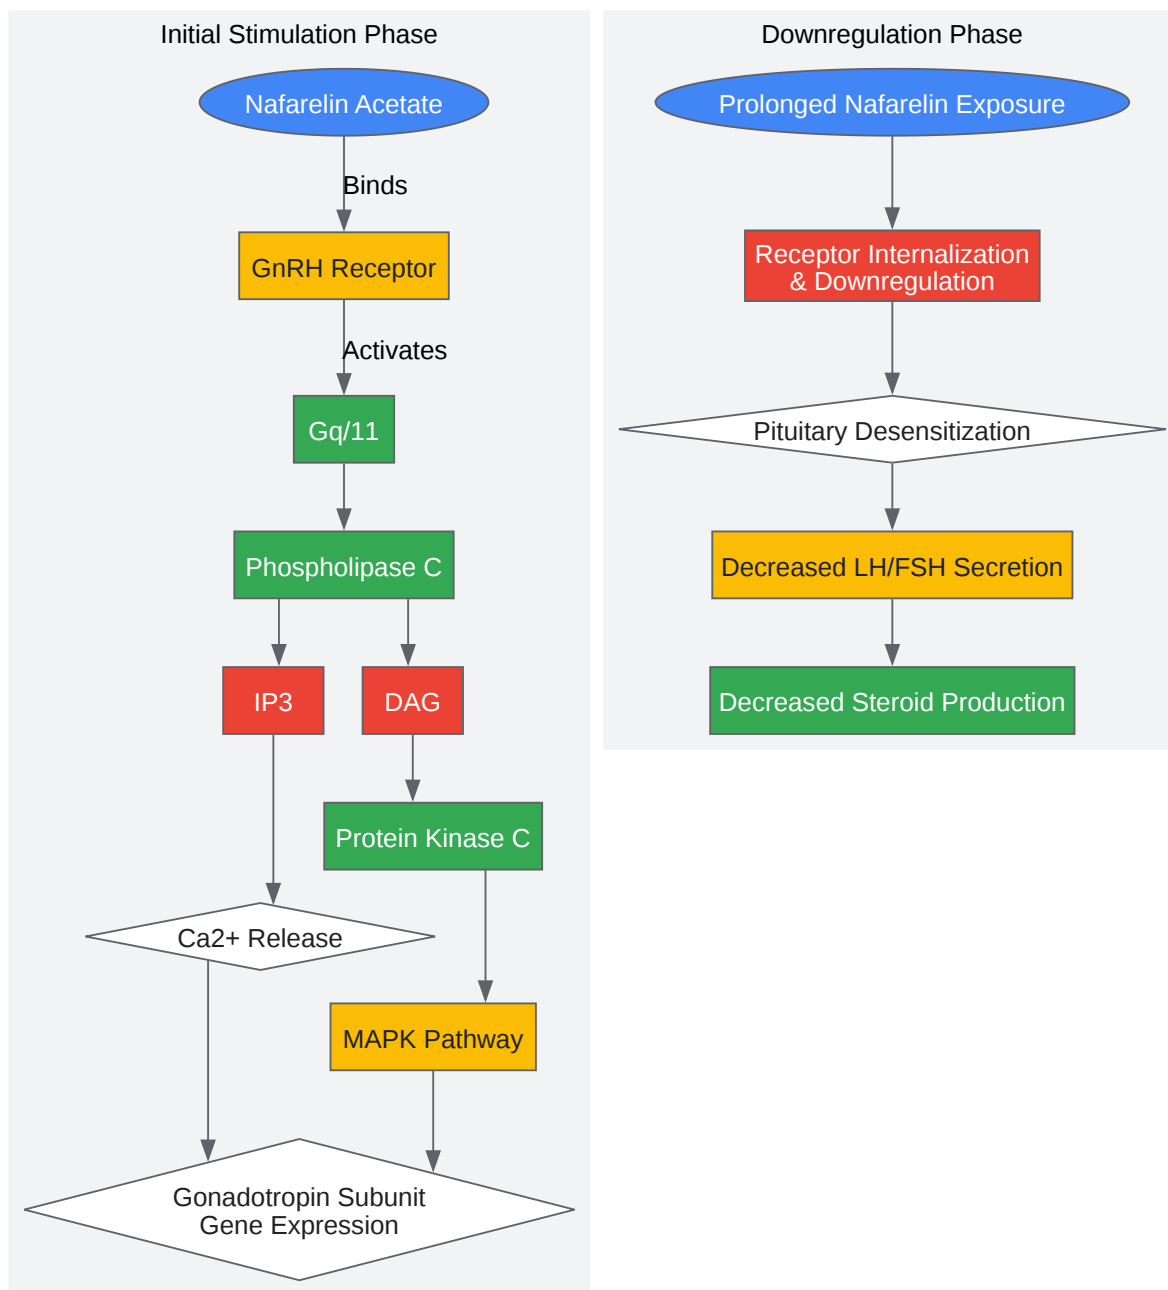 Initial Stimulation Phase
Nafarelin Acetate
Binds
GnRH Receptor
Activates
Gq/11
Phospholipase C
IP3
DAG
Protein Kinase C
Ca2+ Release
MAPK Pathway
Gonadotropin Subunit
Gene Expression
Downregulation Phase
Prolonged Nafarelin Exposure
Receptor Internalization
& Downregulation
Pituitary Desensitization
Decreased LH/FSH Secretion
Decreased Steroid Production